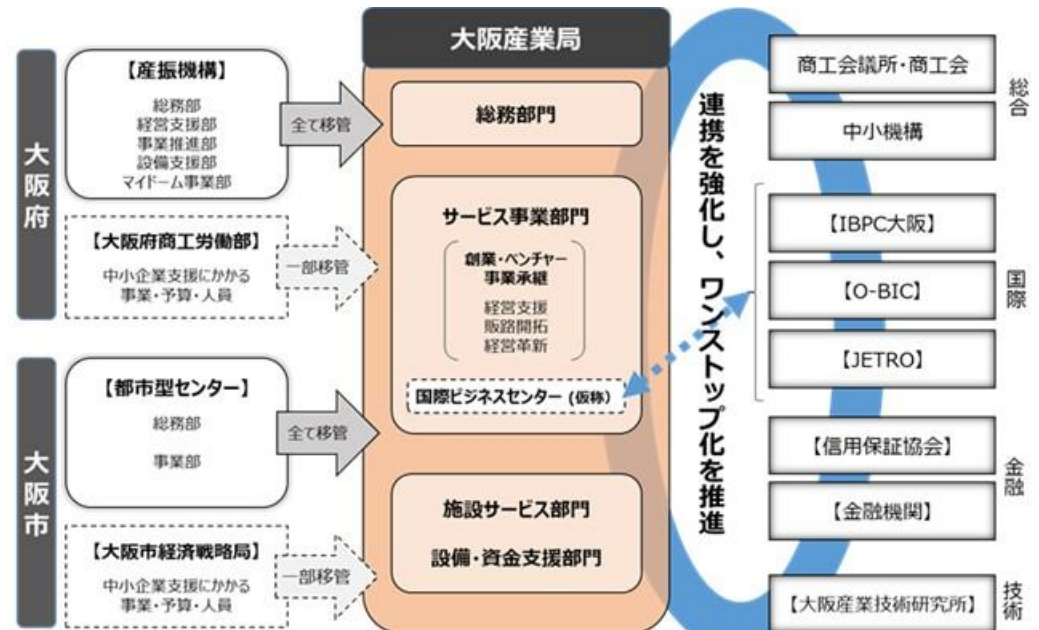 大阪産業局
大阪府
【産振機構】
総務部
経営支援部
事業推進部
設備支援部
マイドーム事業部
全て移管
【大阪府商工労働部】
中小企業支援にかかる
事業・予算・人員
一部移管
大阪市
【都市型センター】
総務部
事業部
全て移管
【大阪市経済戦略局】
中小企業支援にかかる
事業・予算・人員
一部移管
総務部門
サービス事業部門
創業・ベンチャー
事業承継
経営支援
販路開拓
経営革新
国際ビジネスセンター(仮称)
施設サービス部門
設備・資金支援部門
連携を強化し、ワンストップ化を推進
商工会議所・商工会
中小機構
総合
【IBPC大阪】
【O-BIC】
【JETRO】
国際
【信用保証協会】
【金融機関】
金融
【大阪産業技術研究所】
技術